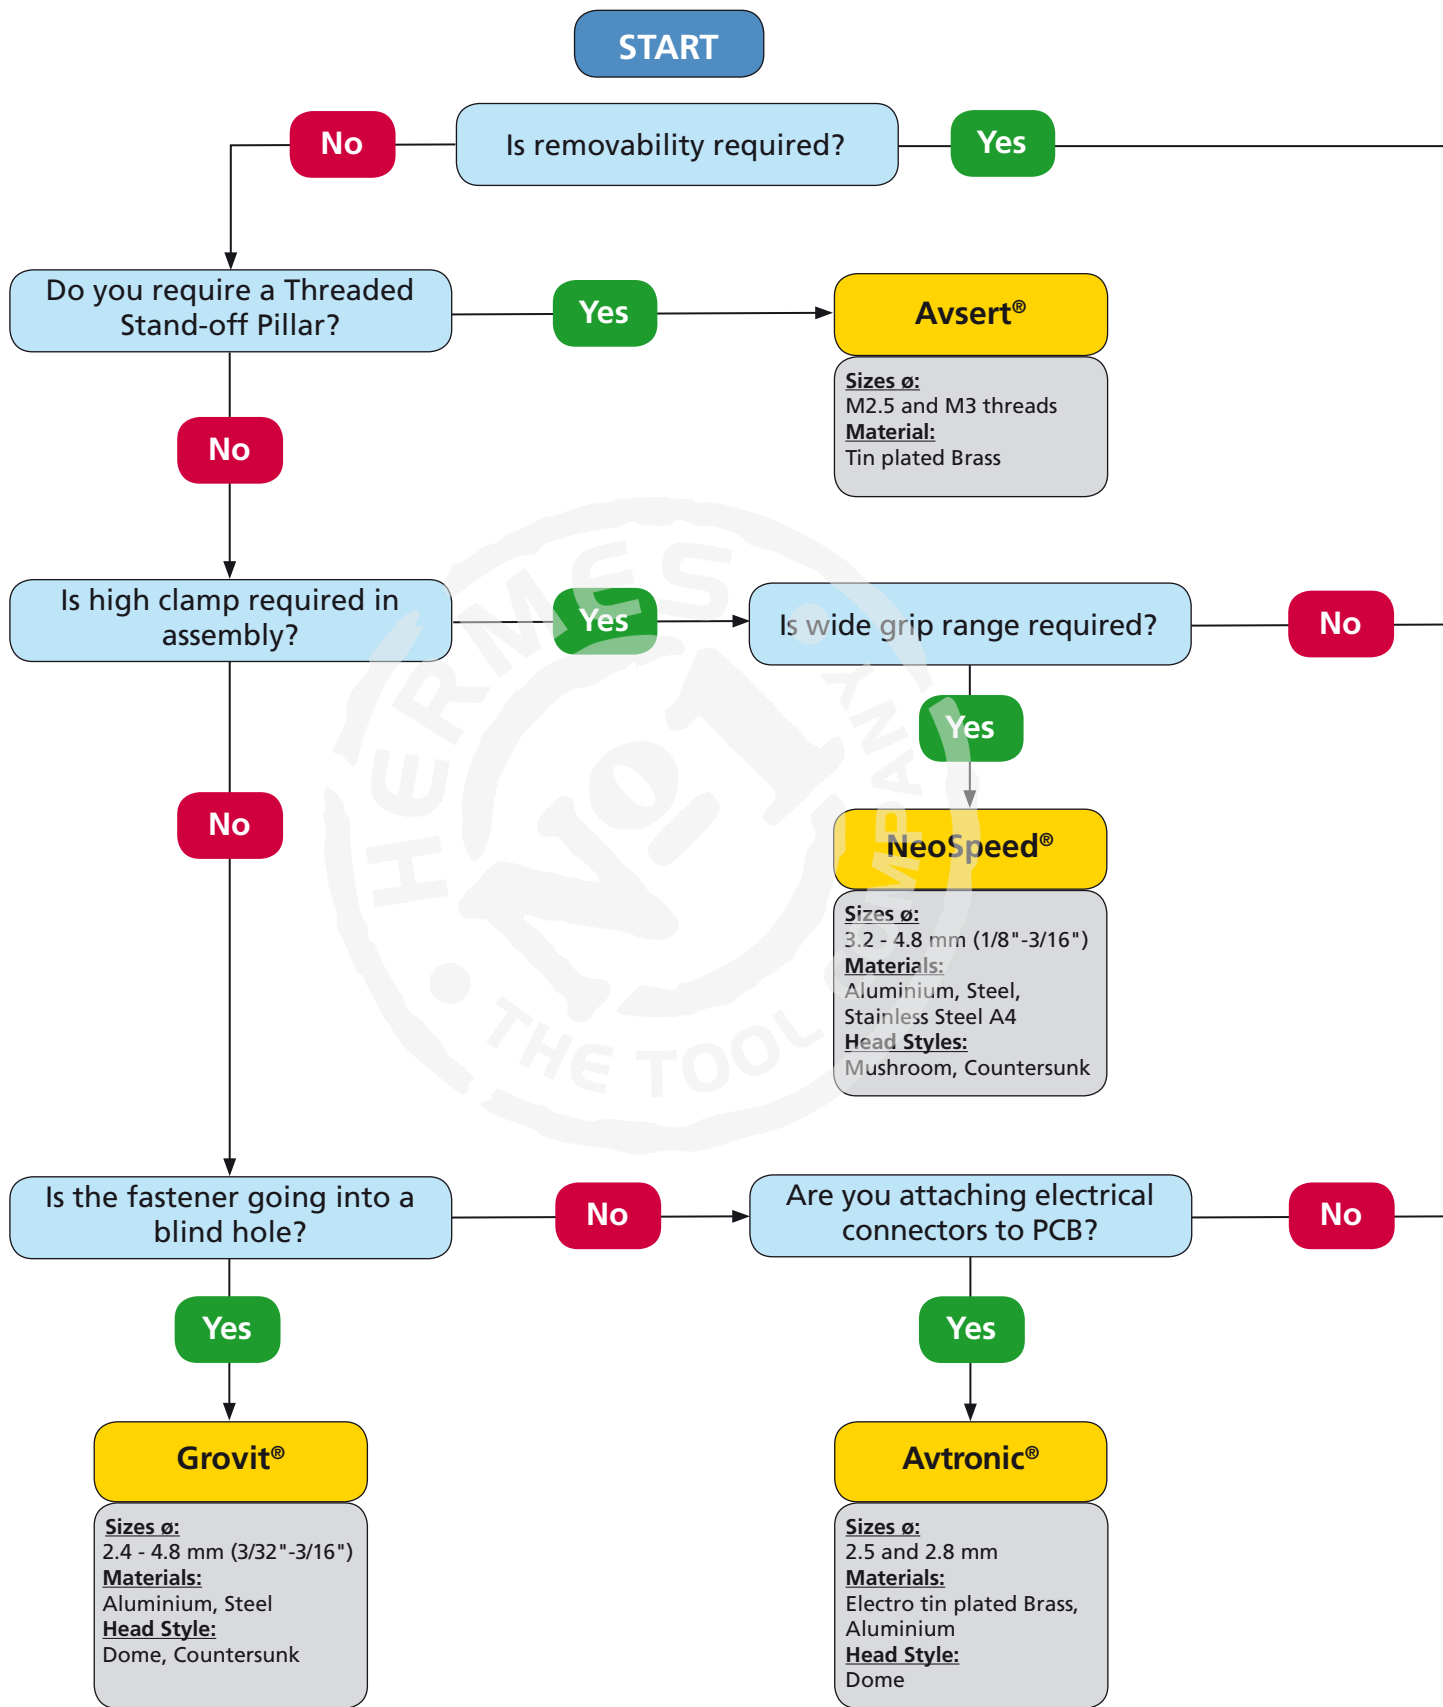 START
No
Is removability required?
Yes
Do you require a Threaded
Stand-off Pillar?
Yes
Avsert®
Sizes ø:
M2.5 and M3 threads
Material:
Tin plated Brass
No
Is high clamp required in
assembly?
Yes
Is wide grip range required?
No
Yes
No
NeoSpeed®
Sizes ø:
3.2 - 4.8 mm (1/8"-3/16")
Materials:
Aluminium, Steel,
Stainless Steel A4
Head Styles:
Mushroom, Countersunk
HERMES
No1
THE TOOL COMPANY
Is the fastener going into a
blind hole?
No
Are you attaching electrical
connectors to PCB?
No
Yes
Yes
Grovit®
Sizes ø:
2.4 - 4.8 mm (3/32"-3/16")
Materials:
Aluminium, Steel
Head Style:
Dome, Countersunk
Avtronic®
Sizes ø:
2.5 and 2.8 mm
Materials:
Electro tin plated Brass,
Aluminium
Head Style:
Dome